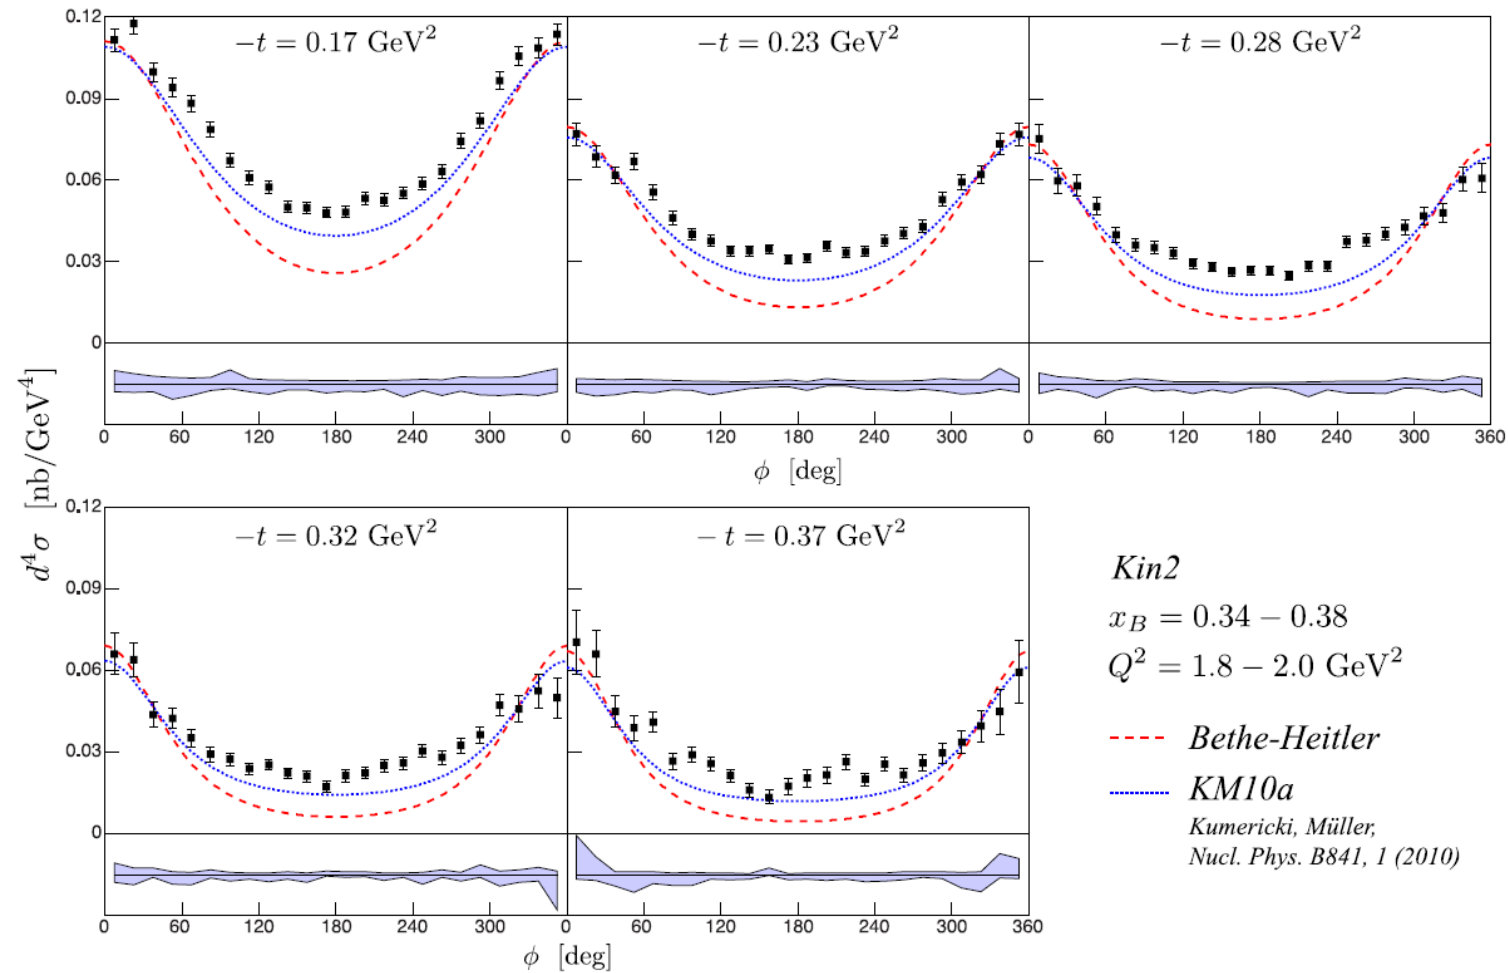 0.12
0.09
0.06
0.03
0
−t = 0.17 GeV²
−t = 0.23 GeV²
−t = 0.28 GeV²
0 60 120 180 240 300 0 60 120 180 240 300 0 60 120 180 240 300 360
ϕ [deg]
d⁴σ [nb/GeV⁴]
0.12
0.09
0.06
0.03
0
−t = 0.32 GeV²
− t = 0.37 GeV²
0 60 120 180 240 300 0 60 120 180 240 300 360
ϕ [deg]
Kin2
x_B = 0.34 − 0.38
Q² = 1.8 − 2.0 GeV²
Bethe-Heitler
KM10a
Kumericki, Müller,
Nucl. Phys. B841, 1 (2010)